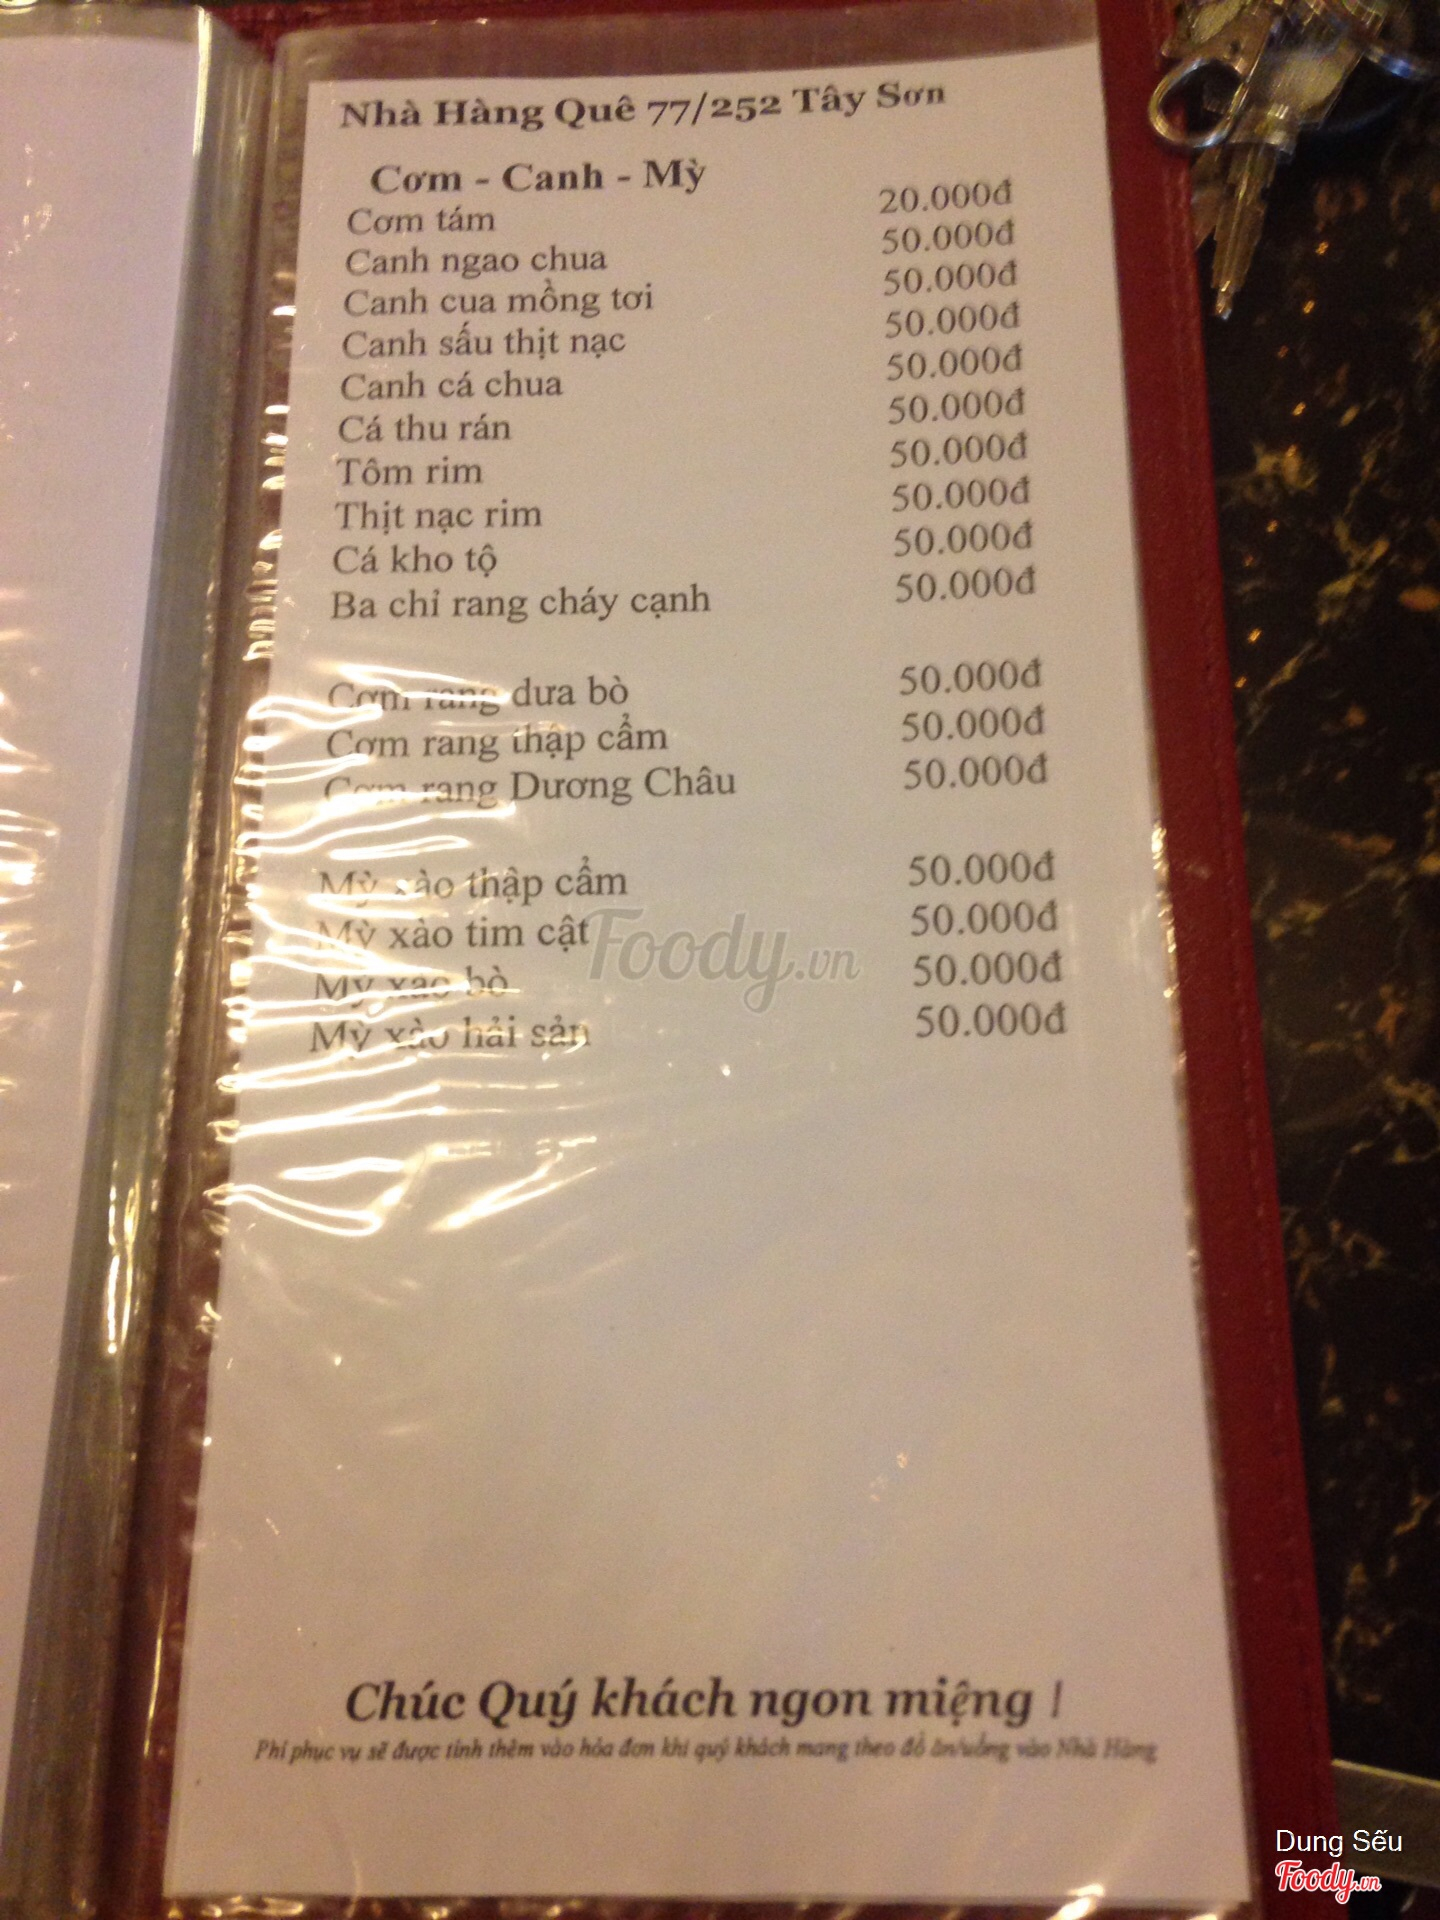 Nhà Hàng Quê 77/252 Tây Sơn
Cơm - Canh - Mỳ
Cơm tám 20.000đ
Canh ngao chua 50.000đ
Canh cua mồng tơi 50.000đ
Canh sấu thịt nạc 50.000đ
Canh cá chua 50.000đ
Cá thu rán 50.000đ
Tôm rim 50.000đ
Thịt nạc rim 50.000đ
Cá kho tộ 50.000đ
Ba chỉ rang cháy cạnh 50.000đ
Cơm rang dưa bò 50.000đ
Cơm rang thập cẩm 50.000đ
Cơm rang Dương Châu 50.000đ
Mỳ xào thập cẩm 50.000đ
Mỳ xào tim cật 50.000đ
Mỳ xào bò 50.000đ
Mỳ xào hải sản 50.000đ
Foody.vn
Chúc Quý khách ngon miệng !
Phí phục vụ sẽ được tính thêm vào hóa đơn khi quý khách mang theo đồ ăn/uống vào Nhà Hàng
Dung Sếu
Foody.vn